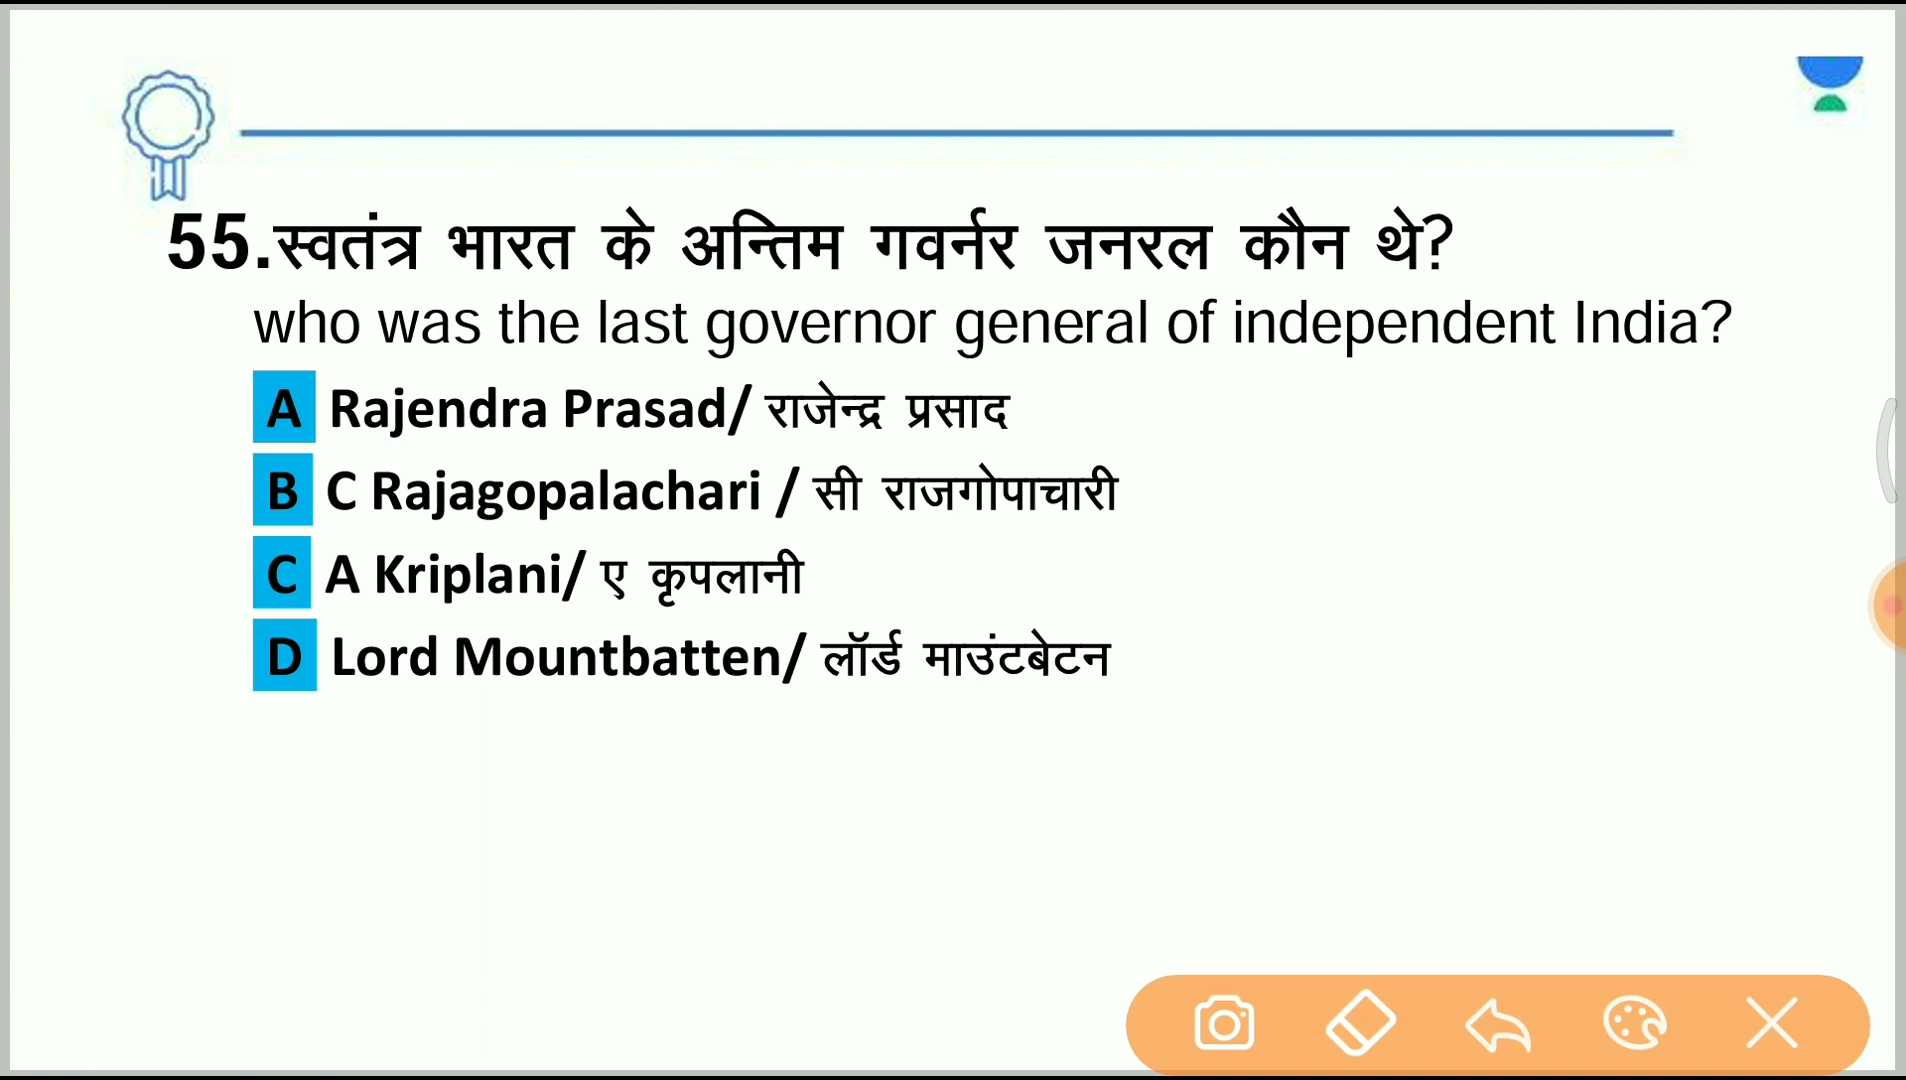 55.स्वतंत्र भारत के अन्तिम गवर्नर जनरल कौन थे?
who was the last governor general of independent India?
A Rajendra Prasad/ राजेन्द्र प्रसाद
B C Rajagopalachari / सी राजगोपाचारी
C A Kriplani/ ए कृपलानी
D Lord Mountbatten/ लॉर्ड माउंटबेटन